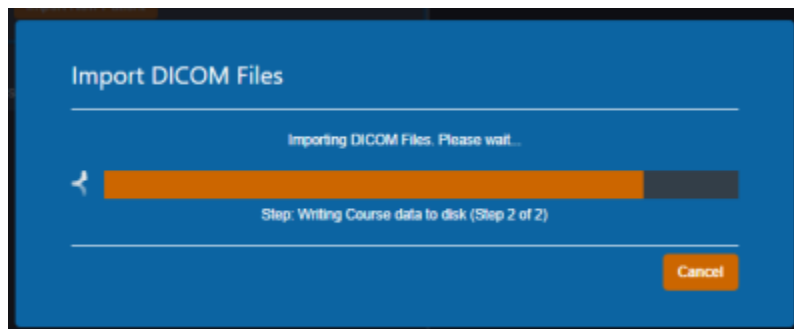 Import DICOM Files
Importing DICOM Files. Please wait...
Step: Writing Course data to disk (Step 2 of 2)
Cancel